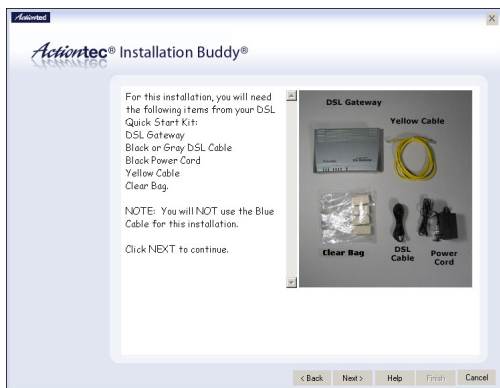 Actiontec
Actiontec® Installation Buddy®
For this installation, you will need
the following items from your DSL
Quick Start Kit:
DSL Gateway
Black or Gray DSL Cable
Black Power Cord
Yellow Cable
Clear Bag.
NOTE: You will NOT use the Blue
Cable for this installation.
Click NEXT to continue.
DSL Gateway
Yellow Cable
Clear Bag
DSL
Cable
Power
Cord
< Back
Next >
Help
Finish
Cancel